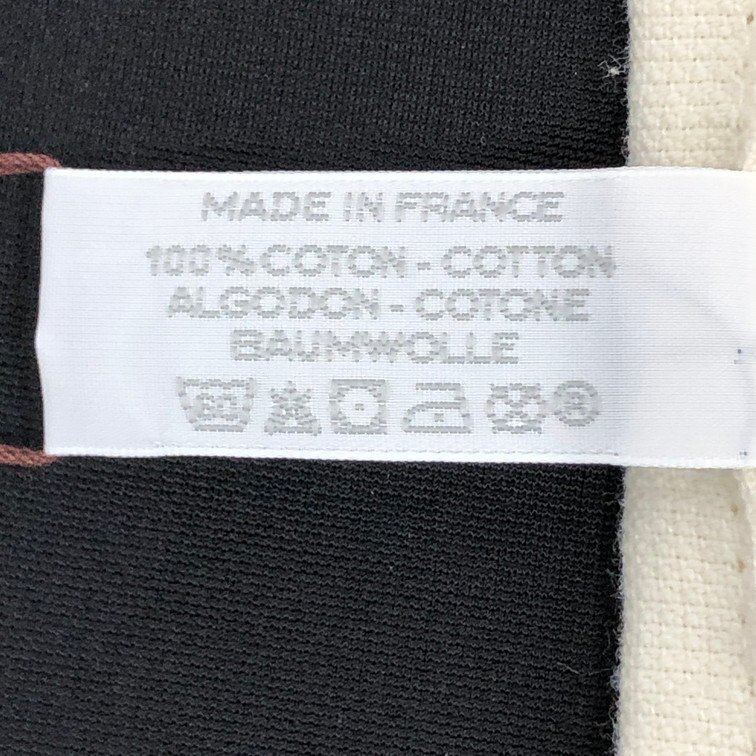 MADE IN FRANCE
100% COTON - COTTON
ALGODON - COTONE
BAUMWOLLE